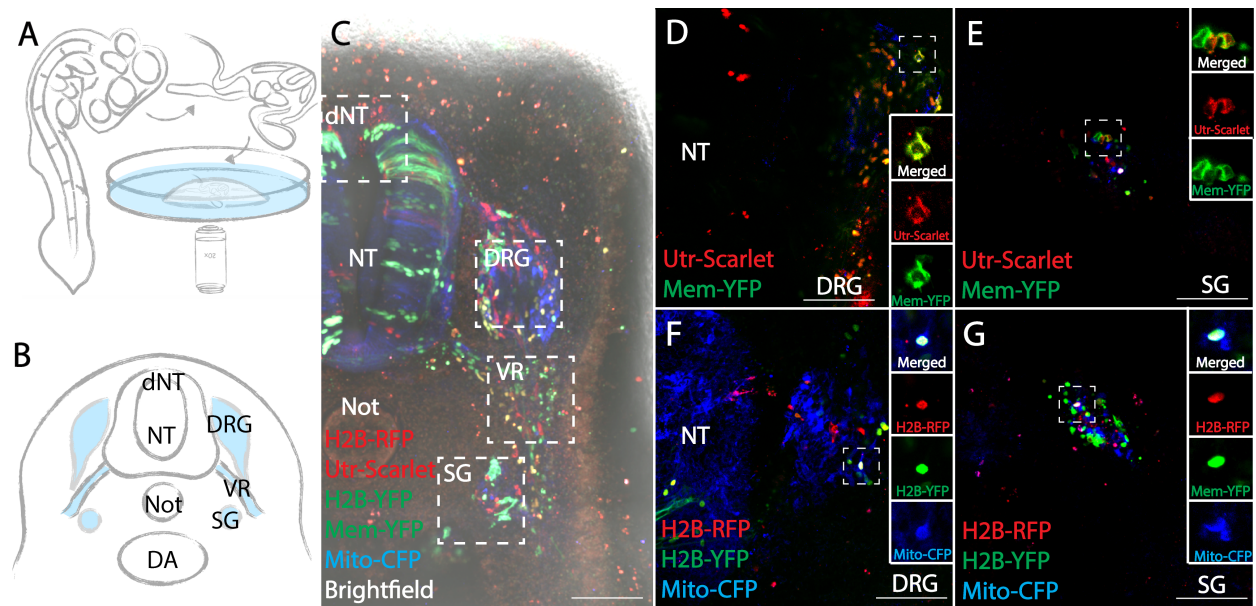 A
XOZ
B
dNT
NT
DRG
VR
Not
SG
DA
C
dNT
NT
DRG
VR
Not
H2B-RFP
Utr-Scarlet
SG
H2B-YFP
Mem-YFP
Mito-CFP
Brightfield
D
NT
Merged
Utr-Scarlet
Utr-Scarlet
Mem-YFP
DRG
Mem-YFP
E
Merged
Utr-Scarlet
Mem-YFP
Utr-Scarlet
Mem-YFP
SG
F
NT
Merged
H2B-RFP
H2B-YFP
H2B-RFP
H2B-YFP
Mito-CFP
Mito-CFP
DRG
G
Merged
H2B-RFP
Mem-YFP
H2B-RFP
H2B-YFP
Mito-CFP
Mito-CFP
SG